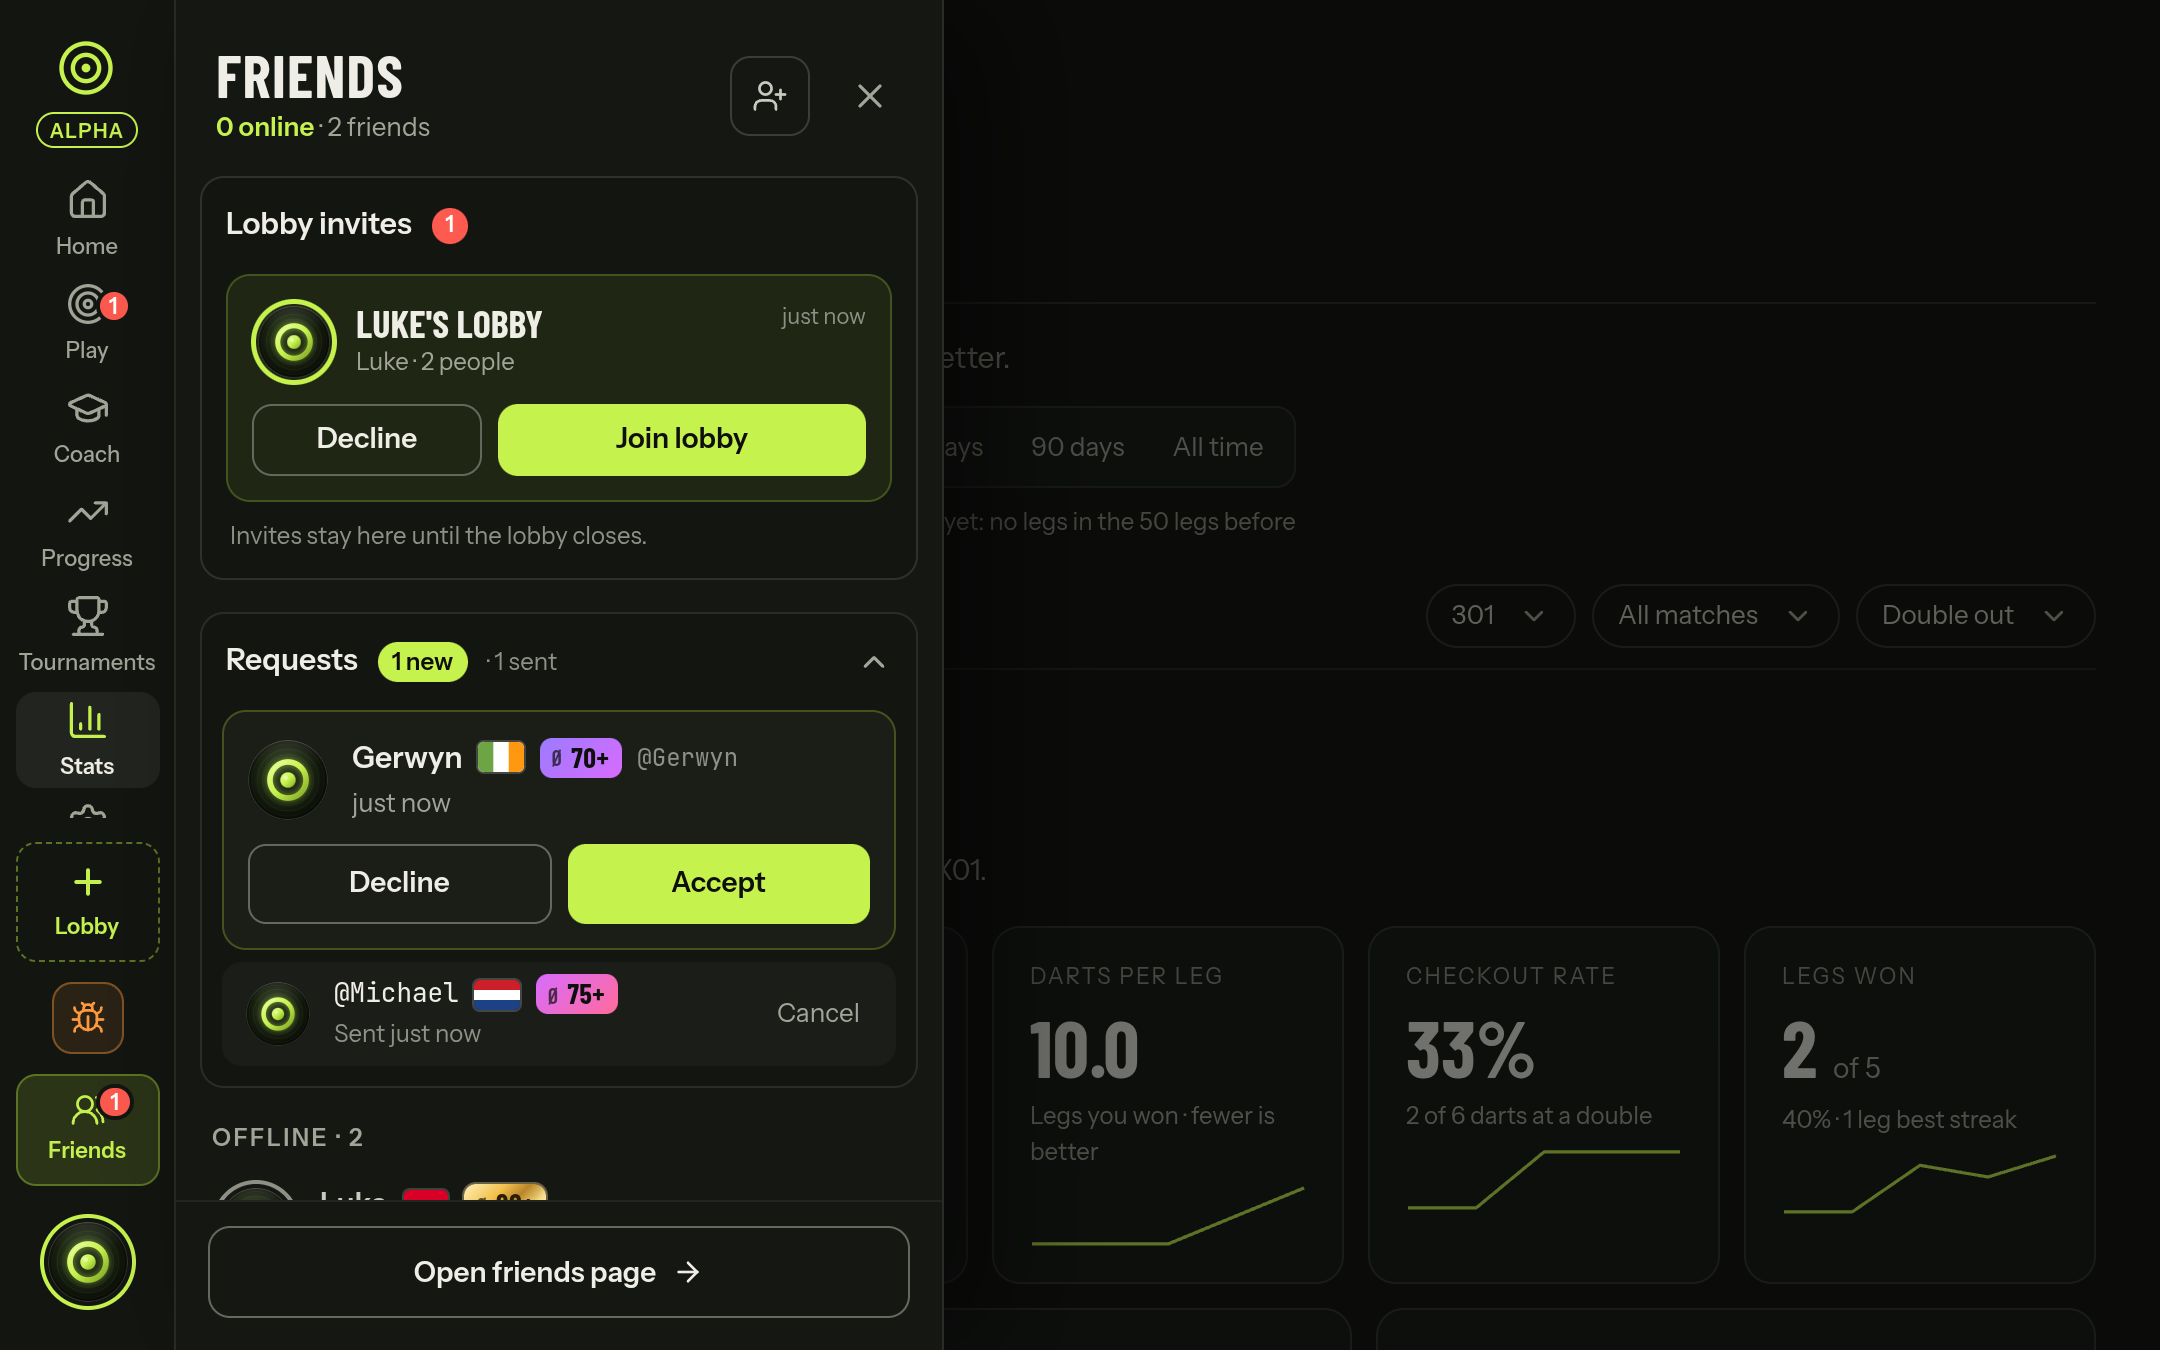 ALPHA
Home
1
Play
Coach
Progress
Tournaments
Stats
Lobby
1
Friends
FRIENDS
0 online · 2 friends
Lobby invites 1
LUKE'S LOBBY
just now
Luke · 2 people
Decline
Join lobby
Invites stay here until the lobby closes.
Requests 1 new · 1 sent
Gerwyn Ø 70+ @Gerwyn
just now
Decline
Accept
@Michael Ø 75+
Sent just now
Cancel
OFFLINE · 2
Luke
Open friends page →
etter.
ays 90 days All time
yet: no legs in the 50 legs before
301 All matches Double out
X01.
DARTS PER LEG
10.0
Legs you won · fewer is
better
CHECKOUT RATE
33%
2 of 6 darts at a double
LEGS WON
2 of 5
40% · 1 leg best streak